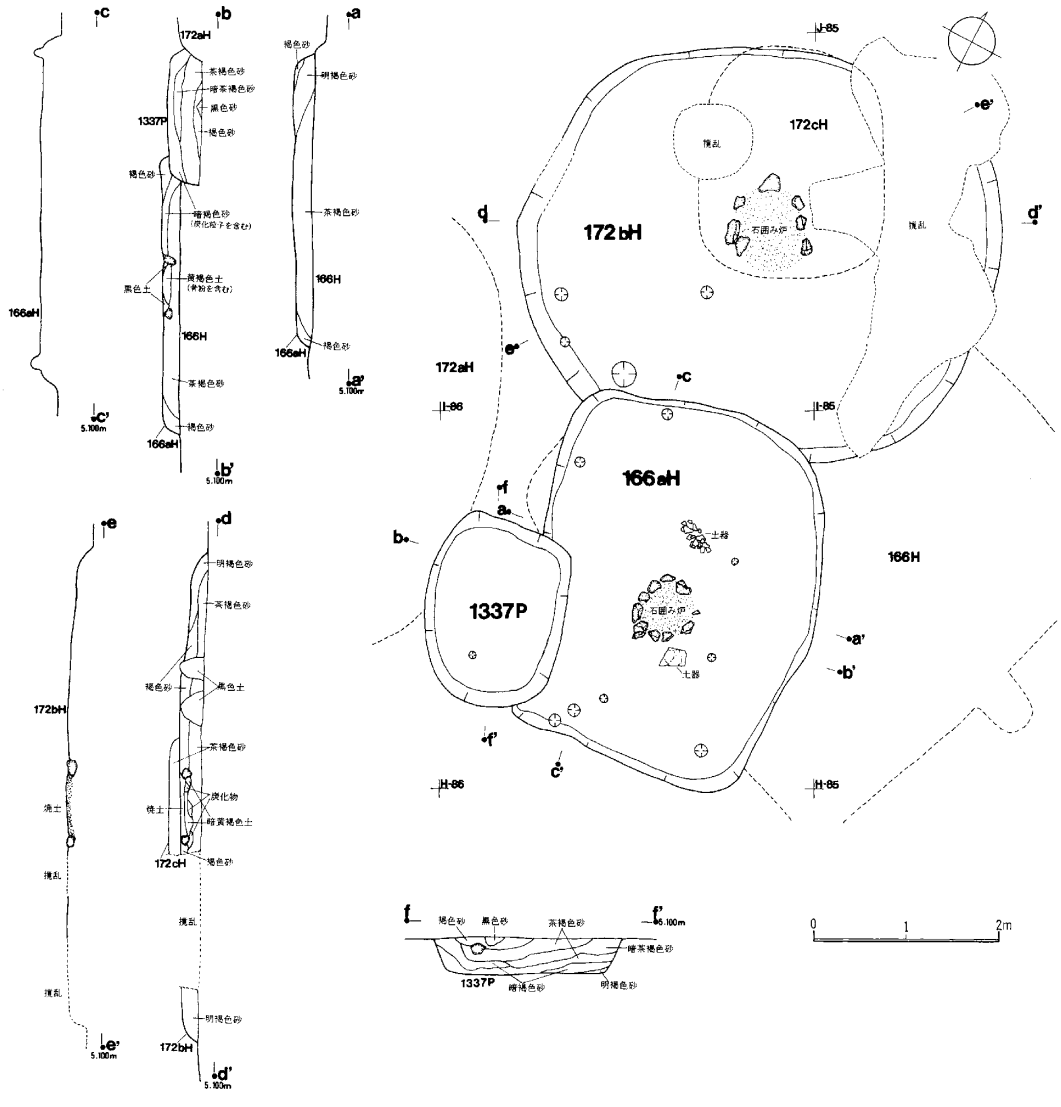 c
166aH
c'
5.100m
b
172aH
茶褐色砂
暗茶褐色砂
黒色砂
褐色砂
1337P
褐色砂
暗褐色砂
(炭化粒子を含む)
黄褐色土
(骨粉を含む)
黒色土
166H
茶褐色砂
褐色砂
166aH
b'
5.100m
a
褐色砂
明褐色砂
茶褐色砂
166H
褐色砂
166aH
a'
5.100m
e
172bH
焼土
撹乱
撹乱
e'
5.100m
d
明褐色砂
茶褐色砂
褐色砂
黒色土
茶褐色砂
炭化物
焼土
暗黄褐色土
172cH
褐色砂
撹乱
明褐色砂
172bH
d'
5.100m
J-85
e'
172cH
撹乱
d
d'
172bH
石囲み炉
撹乱
e
172aH
c
I-86
I-85
166aH
f
a
土器
b
166H
1337P
石囲み炉
a'
土器
b'
f'
c'
H-86
H-85
f
f'
5.100m
褐色砂
黒色砂
茶褐色砂
暗茶褐色砂
1337P
暗褐色砂
明褐色砂
0 1 2m